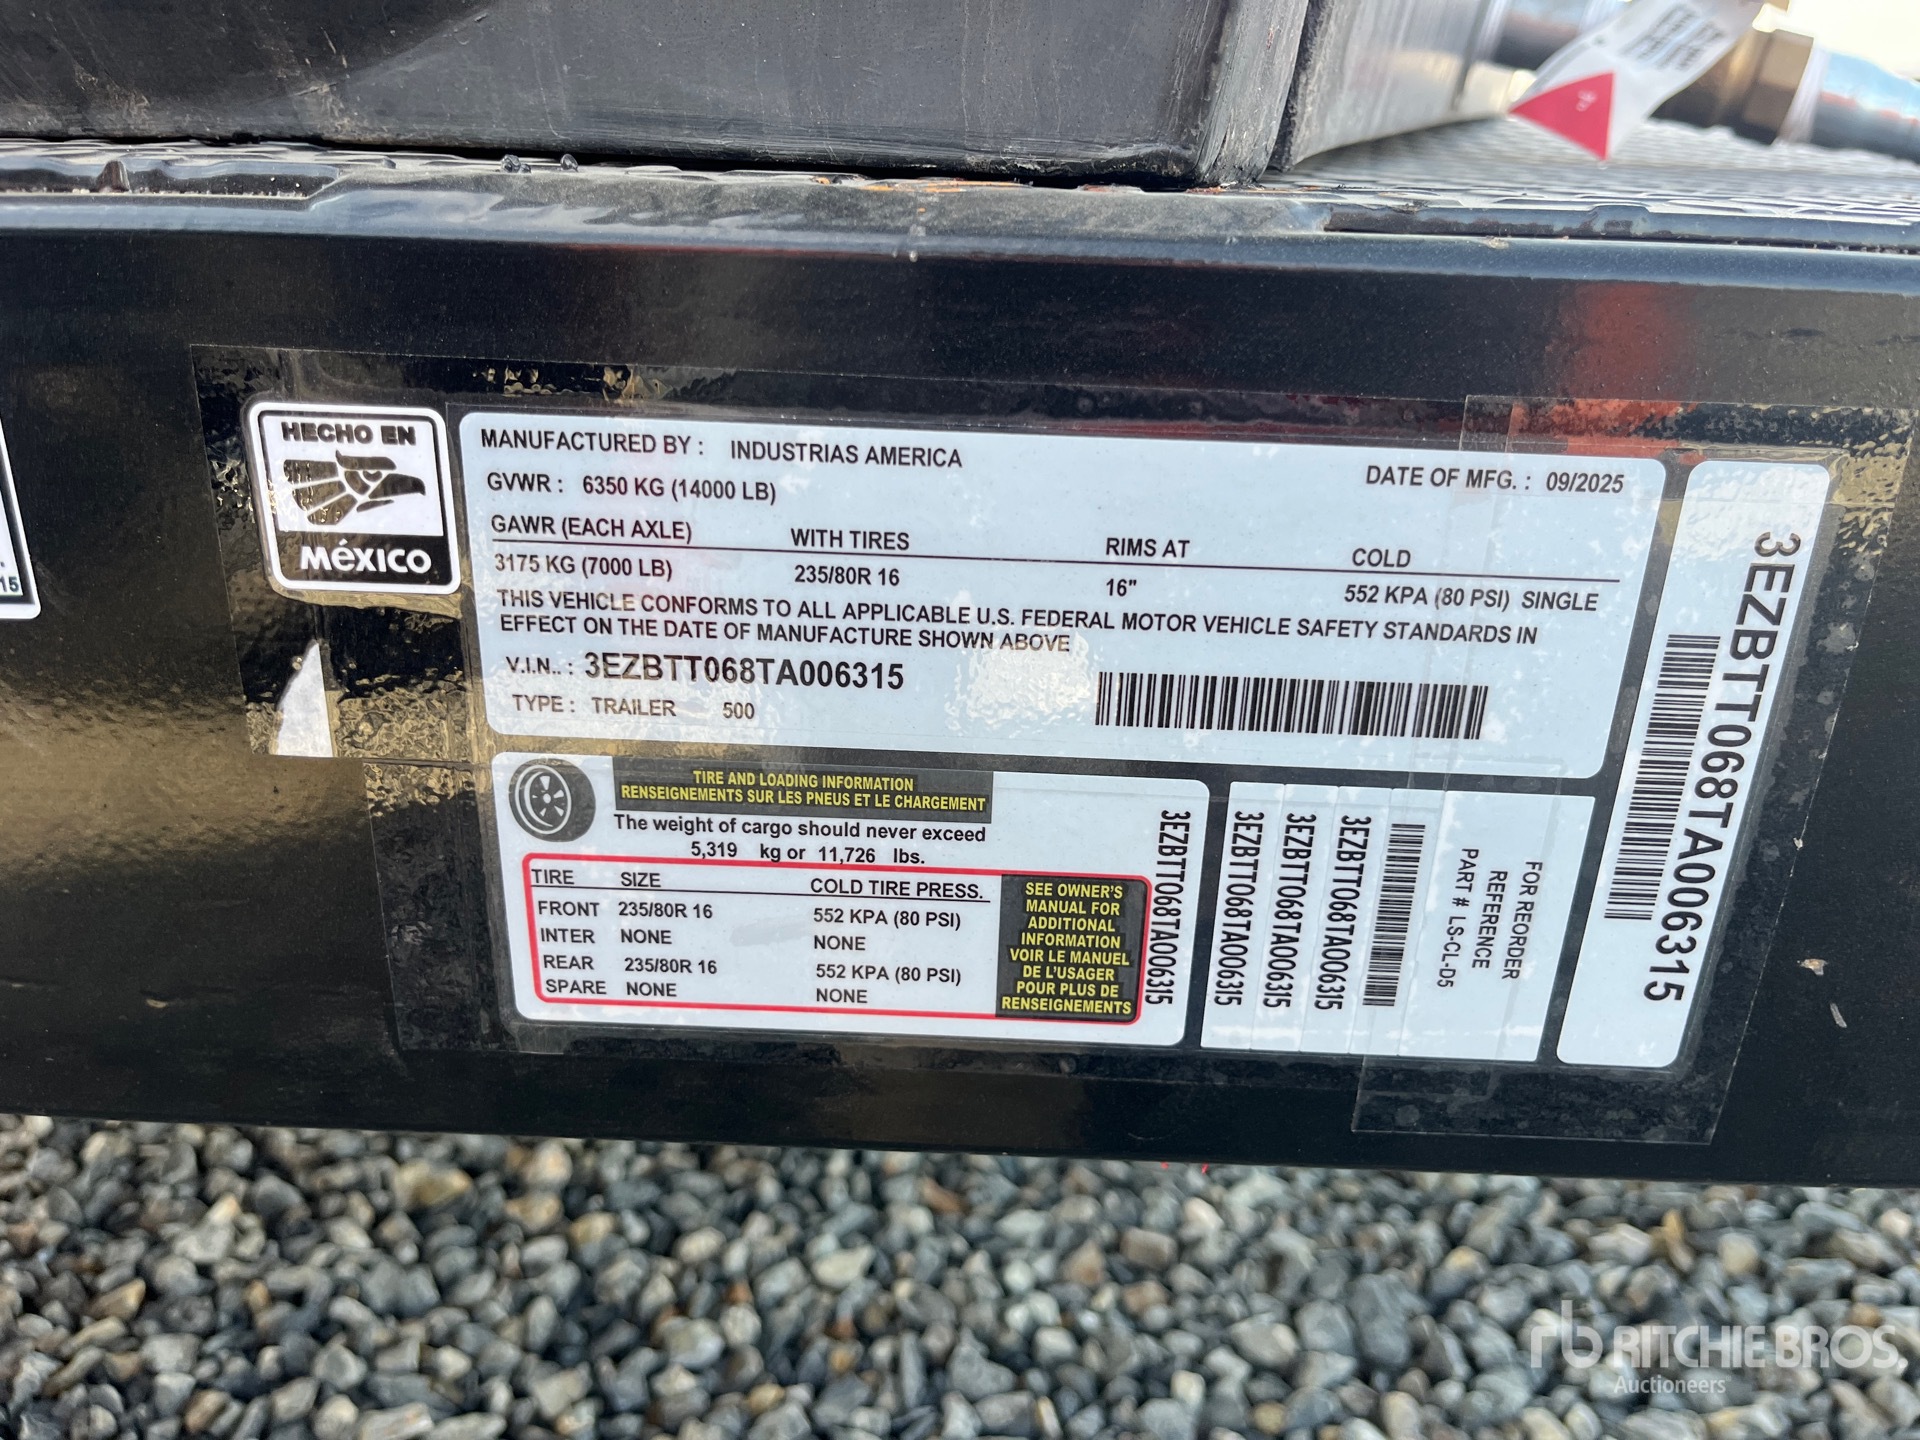 HECHO EN
México
15
MANUFACTURED BY : INDUSTRIAS AMERICA
GVWR : 6350 KG (14000 LB)
DATE OF MFG. : 09/2025
GAWR (EACH AXLE) WITH TIRES RIMS AT COLD
3175 KG (7000 LB) 235/80R 16 16" 552 KPA (80 PSI) SINGLE
THIS VEHICLE CONFORMS TO ALL APPLICABLE U.S. FEDERAL MOTOR VEHICLE SAFETY STANDARDS IN
EFFECT ON THE DATE OF MANUFACTURE SHOWN ABOVE
V.I.N.. : 3EZBTT068TA006315
TYPE : TRAILER 500
TIRE AND LOADING INFORMATION
RENSEIGNEMENTS SUR LES PNEUS ET LE CHARGEMENT
The weight of cargo should never exceed
5,319 kg or 11,726 lbs.
TIRE SIZE COLD TIRE PRESS.
FRONT 235/80R 16 552 KPA (80 PSI)
INTER NONE NONE
REAR 235/80R 16 552 KPA (80 PSI)
SPARE NONE NONE
SEE OWNER'S
MANUAL FOR
ADDITIONAL
INFORMATION
VOIR LE MANUEL
DE L'USAGER
POUR PLUS DE
RENSEIGNEMENTS
3EZBTT068TA006315
3EZBTT068TA006315
3EZBTT068TA006315
3EZBTT068TA006315
FOR REORDER
REFERENCE
PART # LS-CL-D5
3EZBTT068TA006315
rb RITCHIE BROS.
Auctioneers